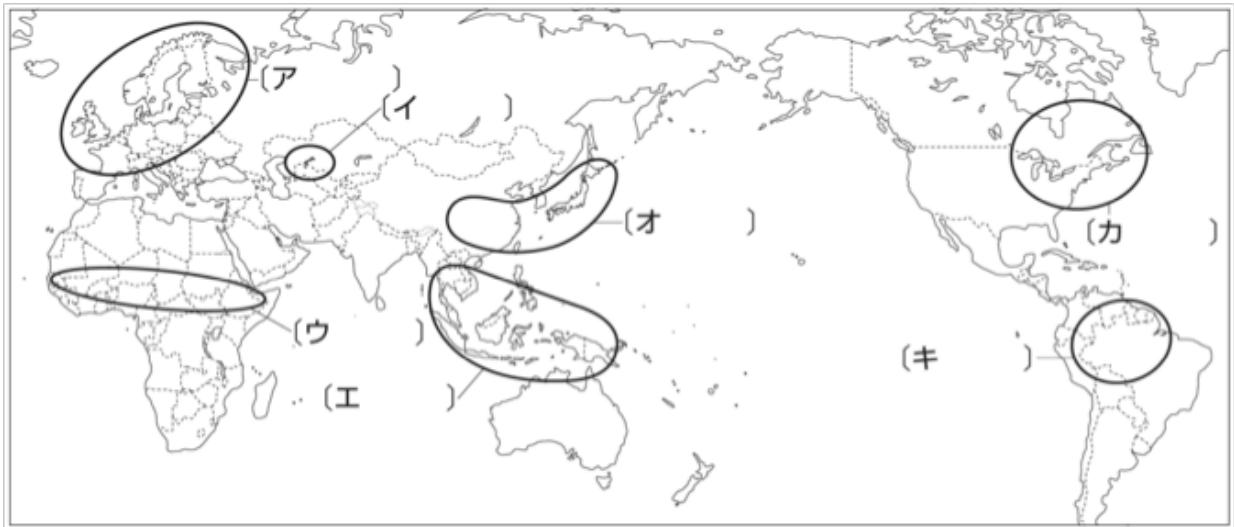 〔ア　　　〕
〔イ　　　〕
〔オ　　　〕
〔カ　　　〕
〔ウ　　　〕
〔キ　　　〕
〔エ　　　〕